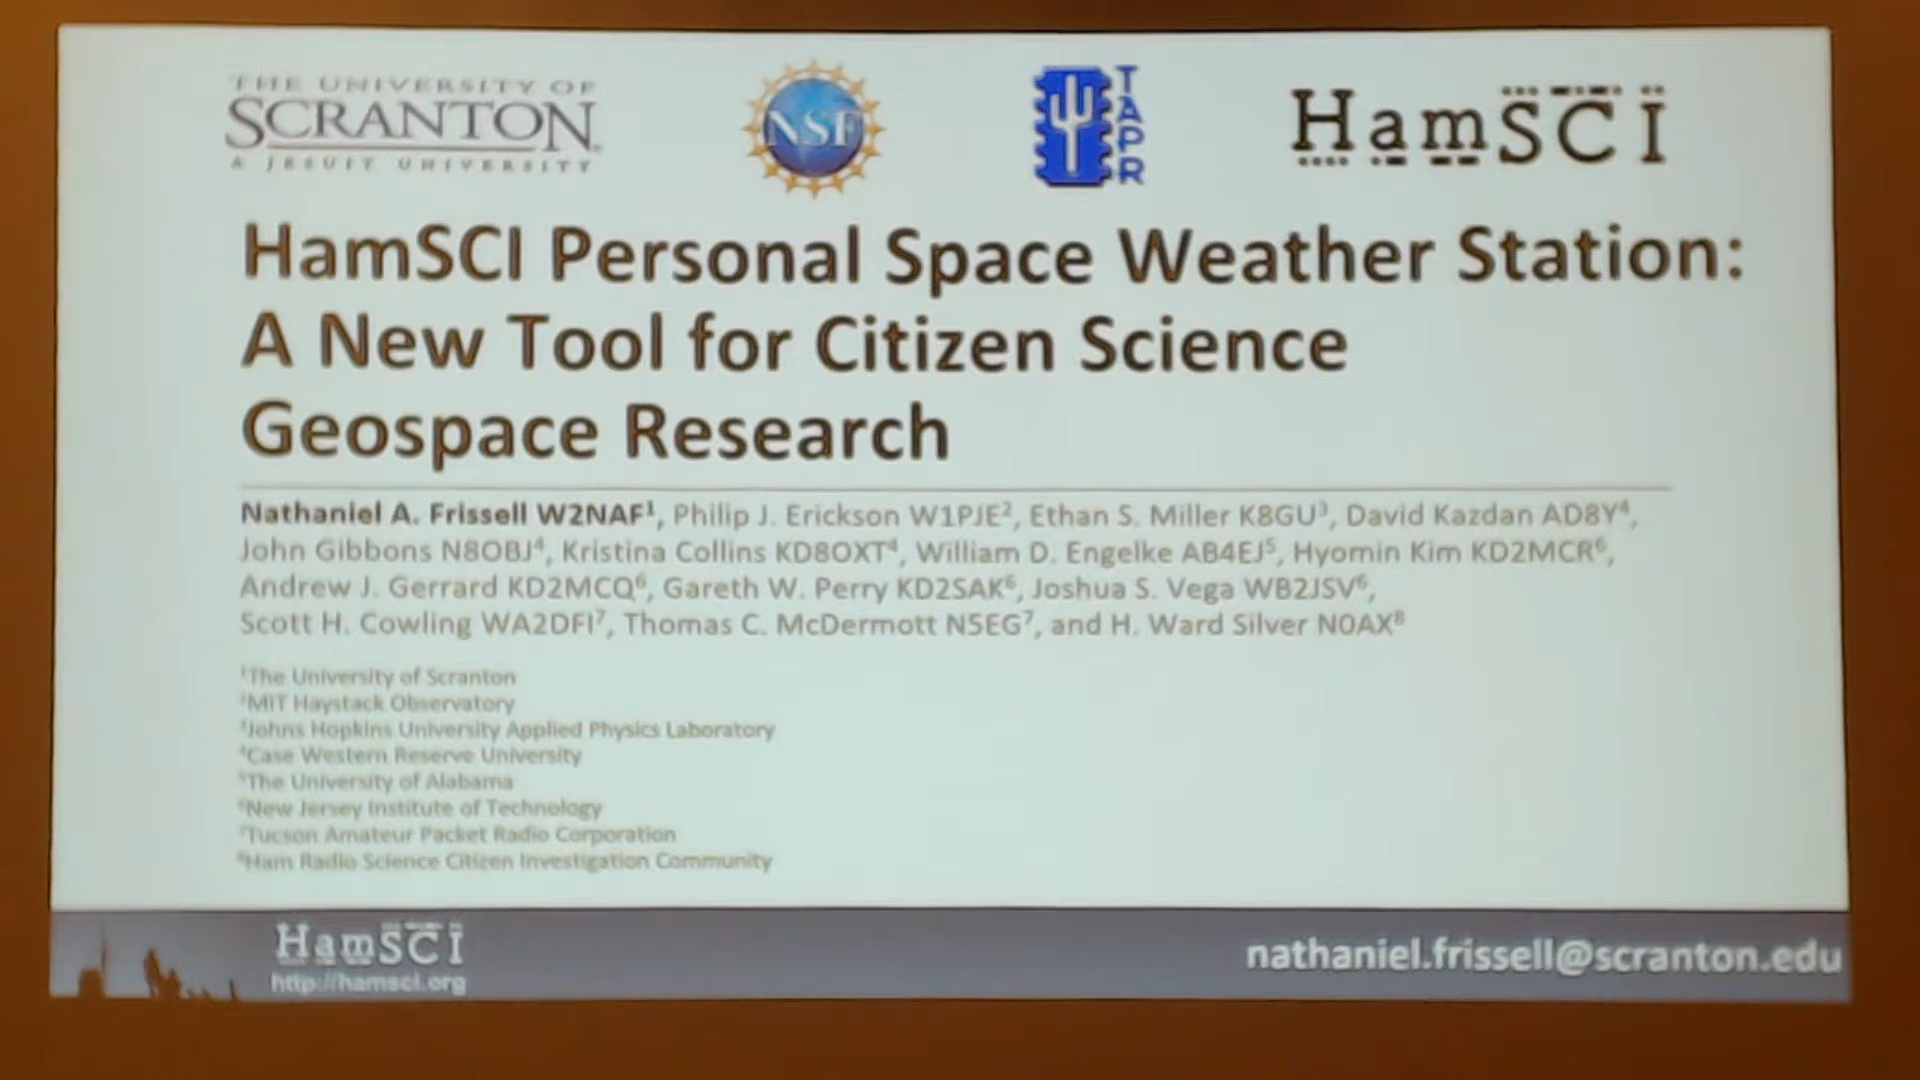 THE UNIVERSITY OF
SCRANTON
A JESUIT UNIVERSITY
NSF
TAPR
HamSCI
HamSCI Personal Space Weather Station:
A New Tool for Citizen Science
Geospace Research
Nathaniel A. Frissell W2NAF¹, Philip J. Erickson W1PJE², Ethan S. Miller K8GU³, David Kazdan AD8Y⁴,
John Gibbons N8OBJ⁴, Kristina Collins KD8OXT⁴, William D. Engelke AB4EJ⁵, Hyomin Kim KD2MCR⁶,
Andrew J. Gerrard KD2MCQ⁶, Gareth W. Perry KD2SAK⁶, Joshua S. Vega WB2JSV⁶,
Scott H. Cowling WA2DFI⁷, Thomas C. McDermott N5EG⁷, and H. Ward Silver N0AX⁸
¹The University of Scranton
²MIT Haystack Observatory
³Johns Hopkins University Applied Physics Laboratory
⁴Case Western Reserve University
⁵The University of Alabama
⁶New Jersey Institute of Technology
⁷Tucson Amateur Packet Radio Corporation
⁸Ham Radio Science Citizen Investigation Community
HamSCI
http://hamsci.org
nathaniel.frissell@scranton.edu